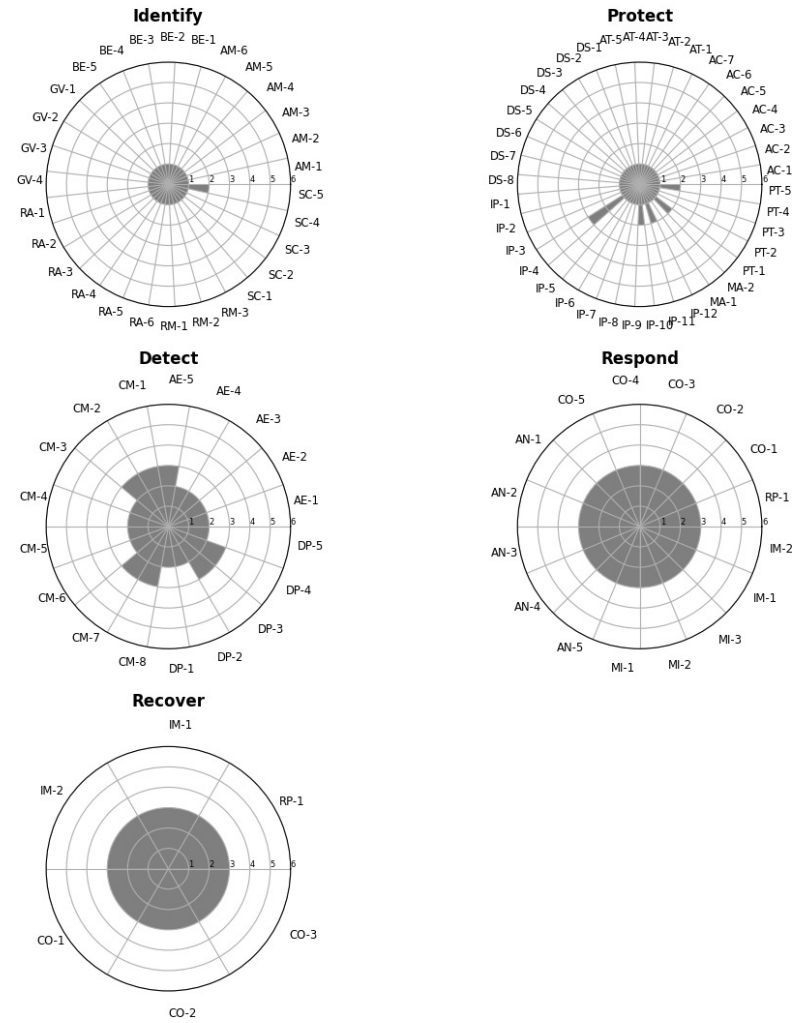 Identify
AM-1
AM-2
AM-3
AM-4
AM-5
AM-6
BE-1
BE-2
BE-3
BE-4
BE-5
GV-1
GV-2
GV-3
GV-4
RA-1
RA-2
RA-3
RA-4
RA-5
RA-6
RM-1
RM-2
RM-3
SC-1
SC-2
SC-3
SC-4
SC-5
1 2 3 4 5 6
Protect
AC-1
AC-2
AC-3
AC-4
AC-5
AC-6
AC-7
AT-1
AT-2
AT-3
AT-4
AT-5
DS-1
DS-2
DS-3
DS-4
DS-5
DS-6
DS-7
DS-8
IP-1
IP-2
IP-3
IP-4
IP-5
IP-6
IP-7
IP-8
IP-9
IP-10
IP-11
IP-12
MA-1
MA-2
PT-1
PT-2
PT-3
PT-4
PT-5
1 2 3 4 5 6
Detect
AE-1
AE-2
AE-3
AE-4
AE-5
CM-1
CM-2
CM-3
CM-4
CM-5
CM-6
CM-7
CM-8
DP-1
DP-2
DP-3
DP-4
DP-5
1 2 3 4 5 6
Respond
RP-1
CO-1
CO-2
CO-3
CO-4
CO-5
AN-1
AN-2
AN-3
AN-4
AN-5
MI-1
MI-2
MI-3
IM-1
IM-2
1 2 3 4 5 6
Recover
RP-1
IM-1
IM-2
CO-1
CO-2
CO-3
1 2 3 4 5 6